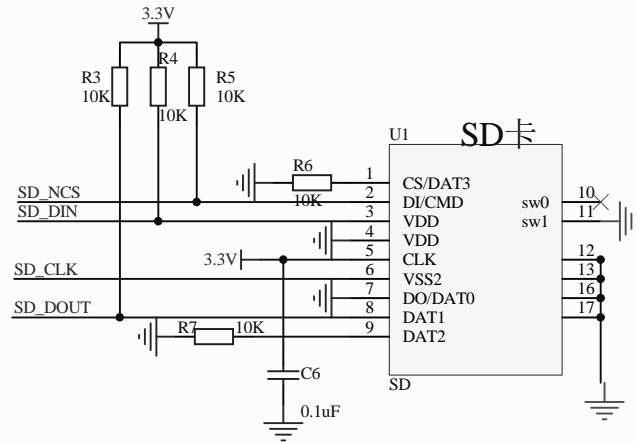 3.3V
R3
10K
R4
10K
R5
10K
U1
SD卡
R6
10K
SD_NCS
SD_DIN
3.3V
SD_CLK
SD_DOUT
R7
10K
1
2
3
4
5
6
7
8
9
CS/DAT3
DI/CMD
VDD
VDD
CLK
VSS2
DO/DAT0
DAT1
DAT2
sw0
sw1
10
11
12
13
16
17
C6
0.1uF
SD